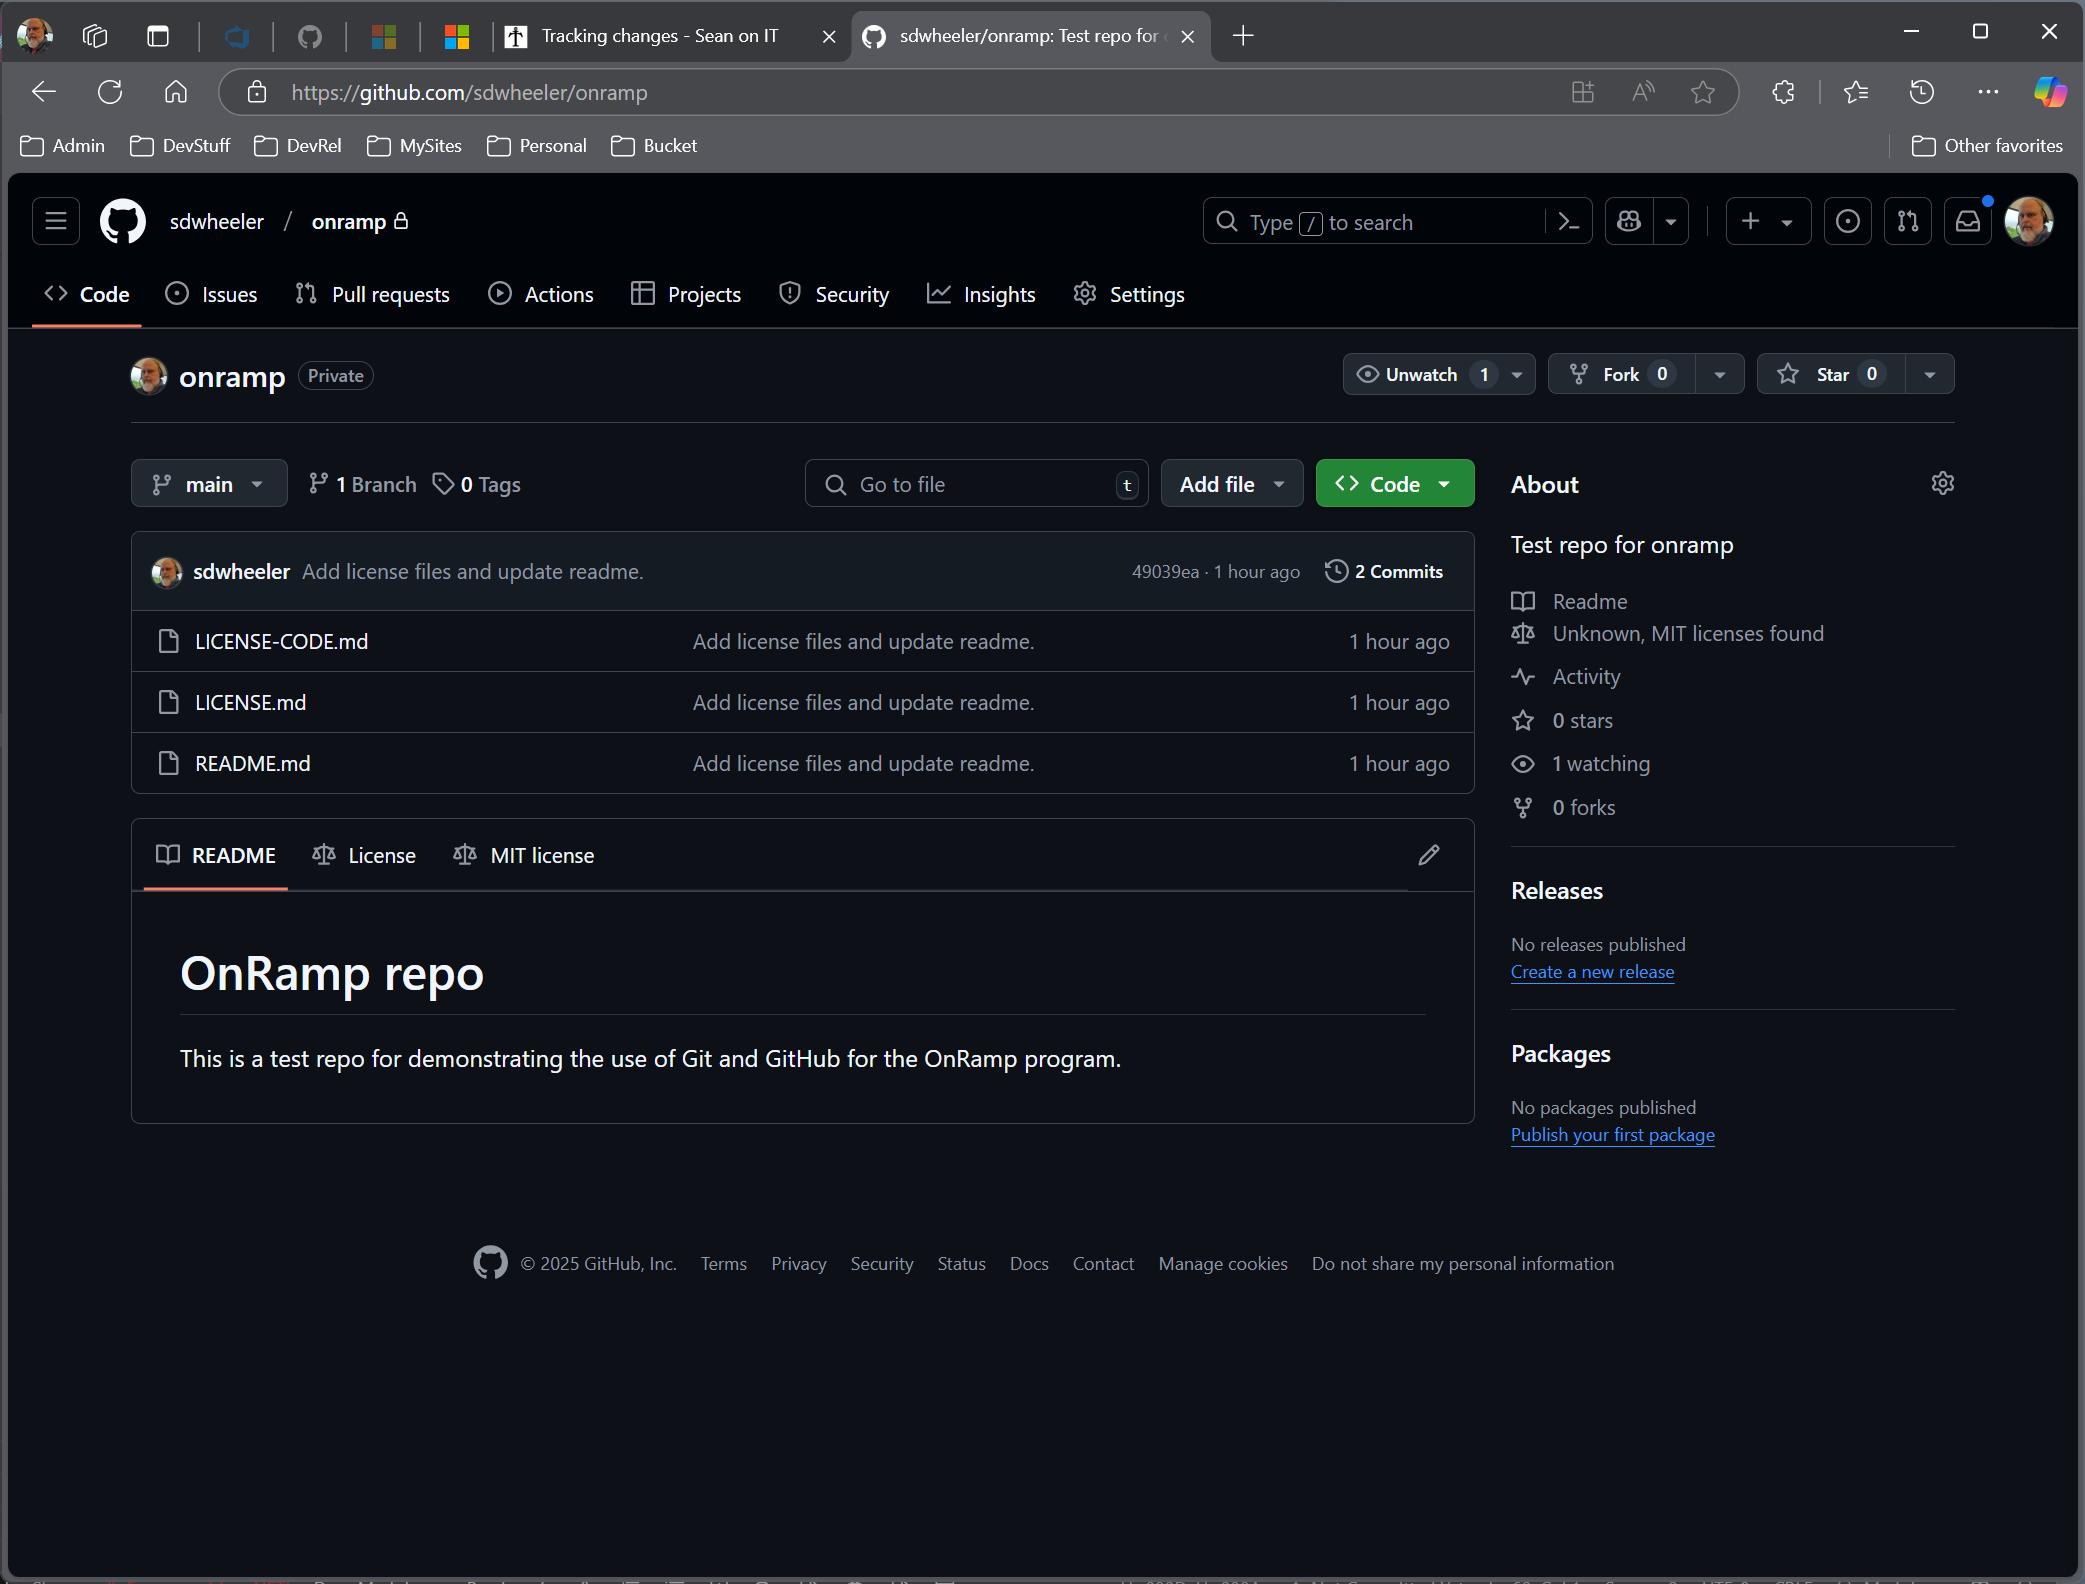 Tracking changes - Sean on IT
sdwheeler/onramp: Test repo for
https://github.com/sdwheeler/onramp
Admin DevStuff DevRel MySites Personal Bucket Other favorites
sdwheeler / onramp Type / to search
Code Issues Pull requests Actions Projects Security Insights Settings
onramp Private Unwatch 1 Fork 0 Star 0
main 1 Branch 0 Tags Go to file t Add file Code
sdwheeler Add license files and update readme. 49039ea · 1 hour ago 2 Commits
LICENSE-CODE.md Add license files and update readme. 1 hour ago
LICENSE.md Add license files and update readme. 1 hour ago
README.md Add license files and update readme. 1 hour ago
README License MIT license
OnRamp repo
This is a test repo for demonstrating the use of Git and GitHub for the OnRamp program.
About
Test repo for onramp
Readme
Unknown, MIT licenses found
Activity
0 stars
1 watching
0 forks
Releases
No releases published
Create a new release
Packages
No packages published
Publish your first package
© 2025 GitHub, Inc. Terms Privacy Security Status Docs Contact Manage cookies Do not share my personal information